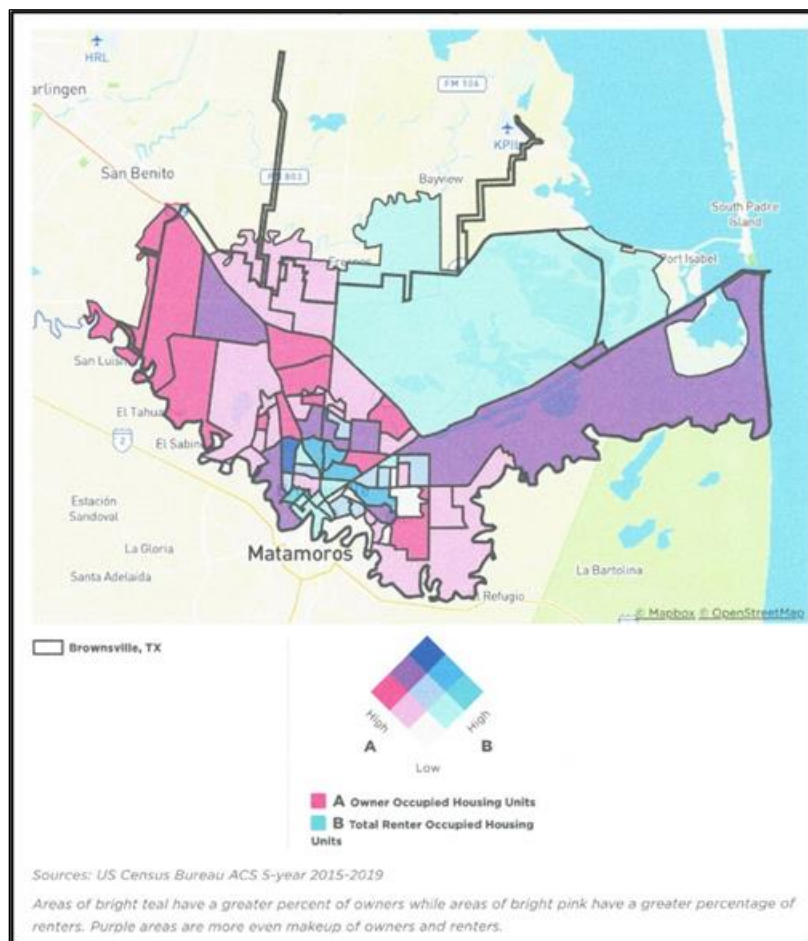 HRL
arlingen
FM 506
KPIL
San Benito
FM 803
Bayview
South Padre
Island
Fresnos
Port Isabel
San Luis
El Tahua
2
El Sabin
Estación
Sandoval
La Gloria
Matamoros
Santa Adelaida
La Bartolina
El Refugio
© Mapbox © OpenStreetMap
Brownsville, TX
High
High
A
B
Low
A Owner Occupied Housing Units
B Total Renter Occupied Housing
Units
Sources: US Census Bureau ACS 5-year 2015-2019
Areas of bright teal have a greater percent of owners while areas of bright pink have a greater percentage of
renters. Purple areas are more even makeup of owners and renters.